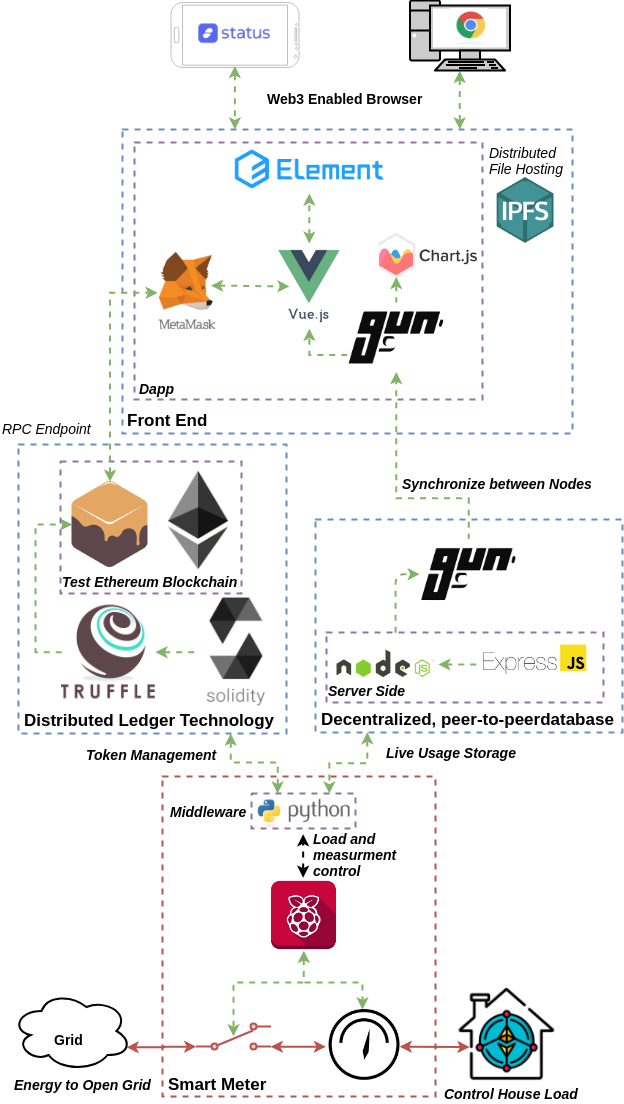 status
Web3 Enabled Browser
Distributed
File Hosting
IPFS
Element
Chart.js
MetaMask
Vue.js
gun
Dapp
Front End
RPC Endpoint
Synchronize between Nodes
Test Ethereum Blockchain
gun
TRUFFLE
solidity
node
JS
Express
JS
Server Side
Distributed Ledger Technology
Decentralized, peer-to-peerdatabase
Token Management
Live Usage Storage
Middleware
python
Load and
measurment
control
Grid
Energy to Open Grid
Smart Meter
Control House Load